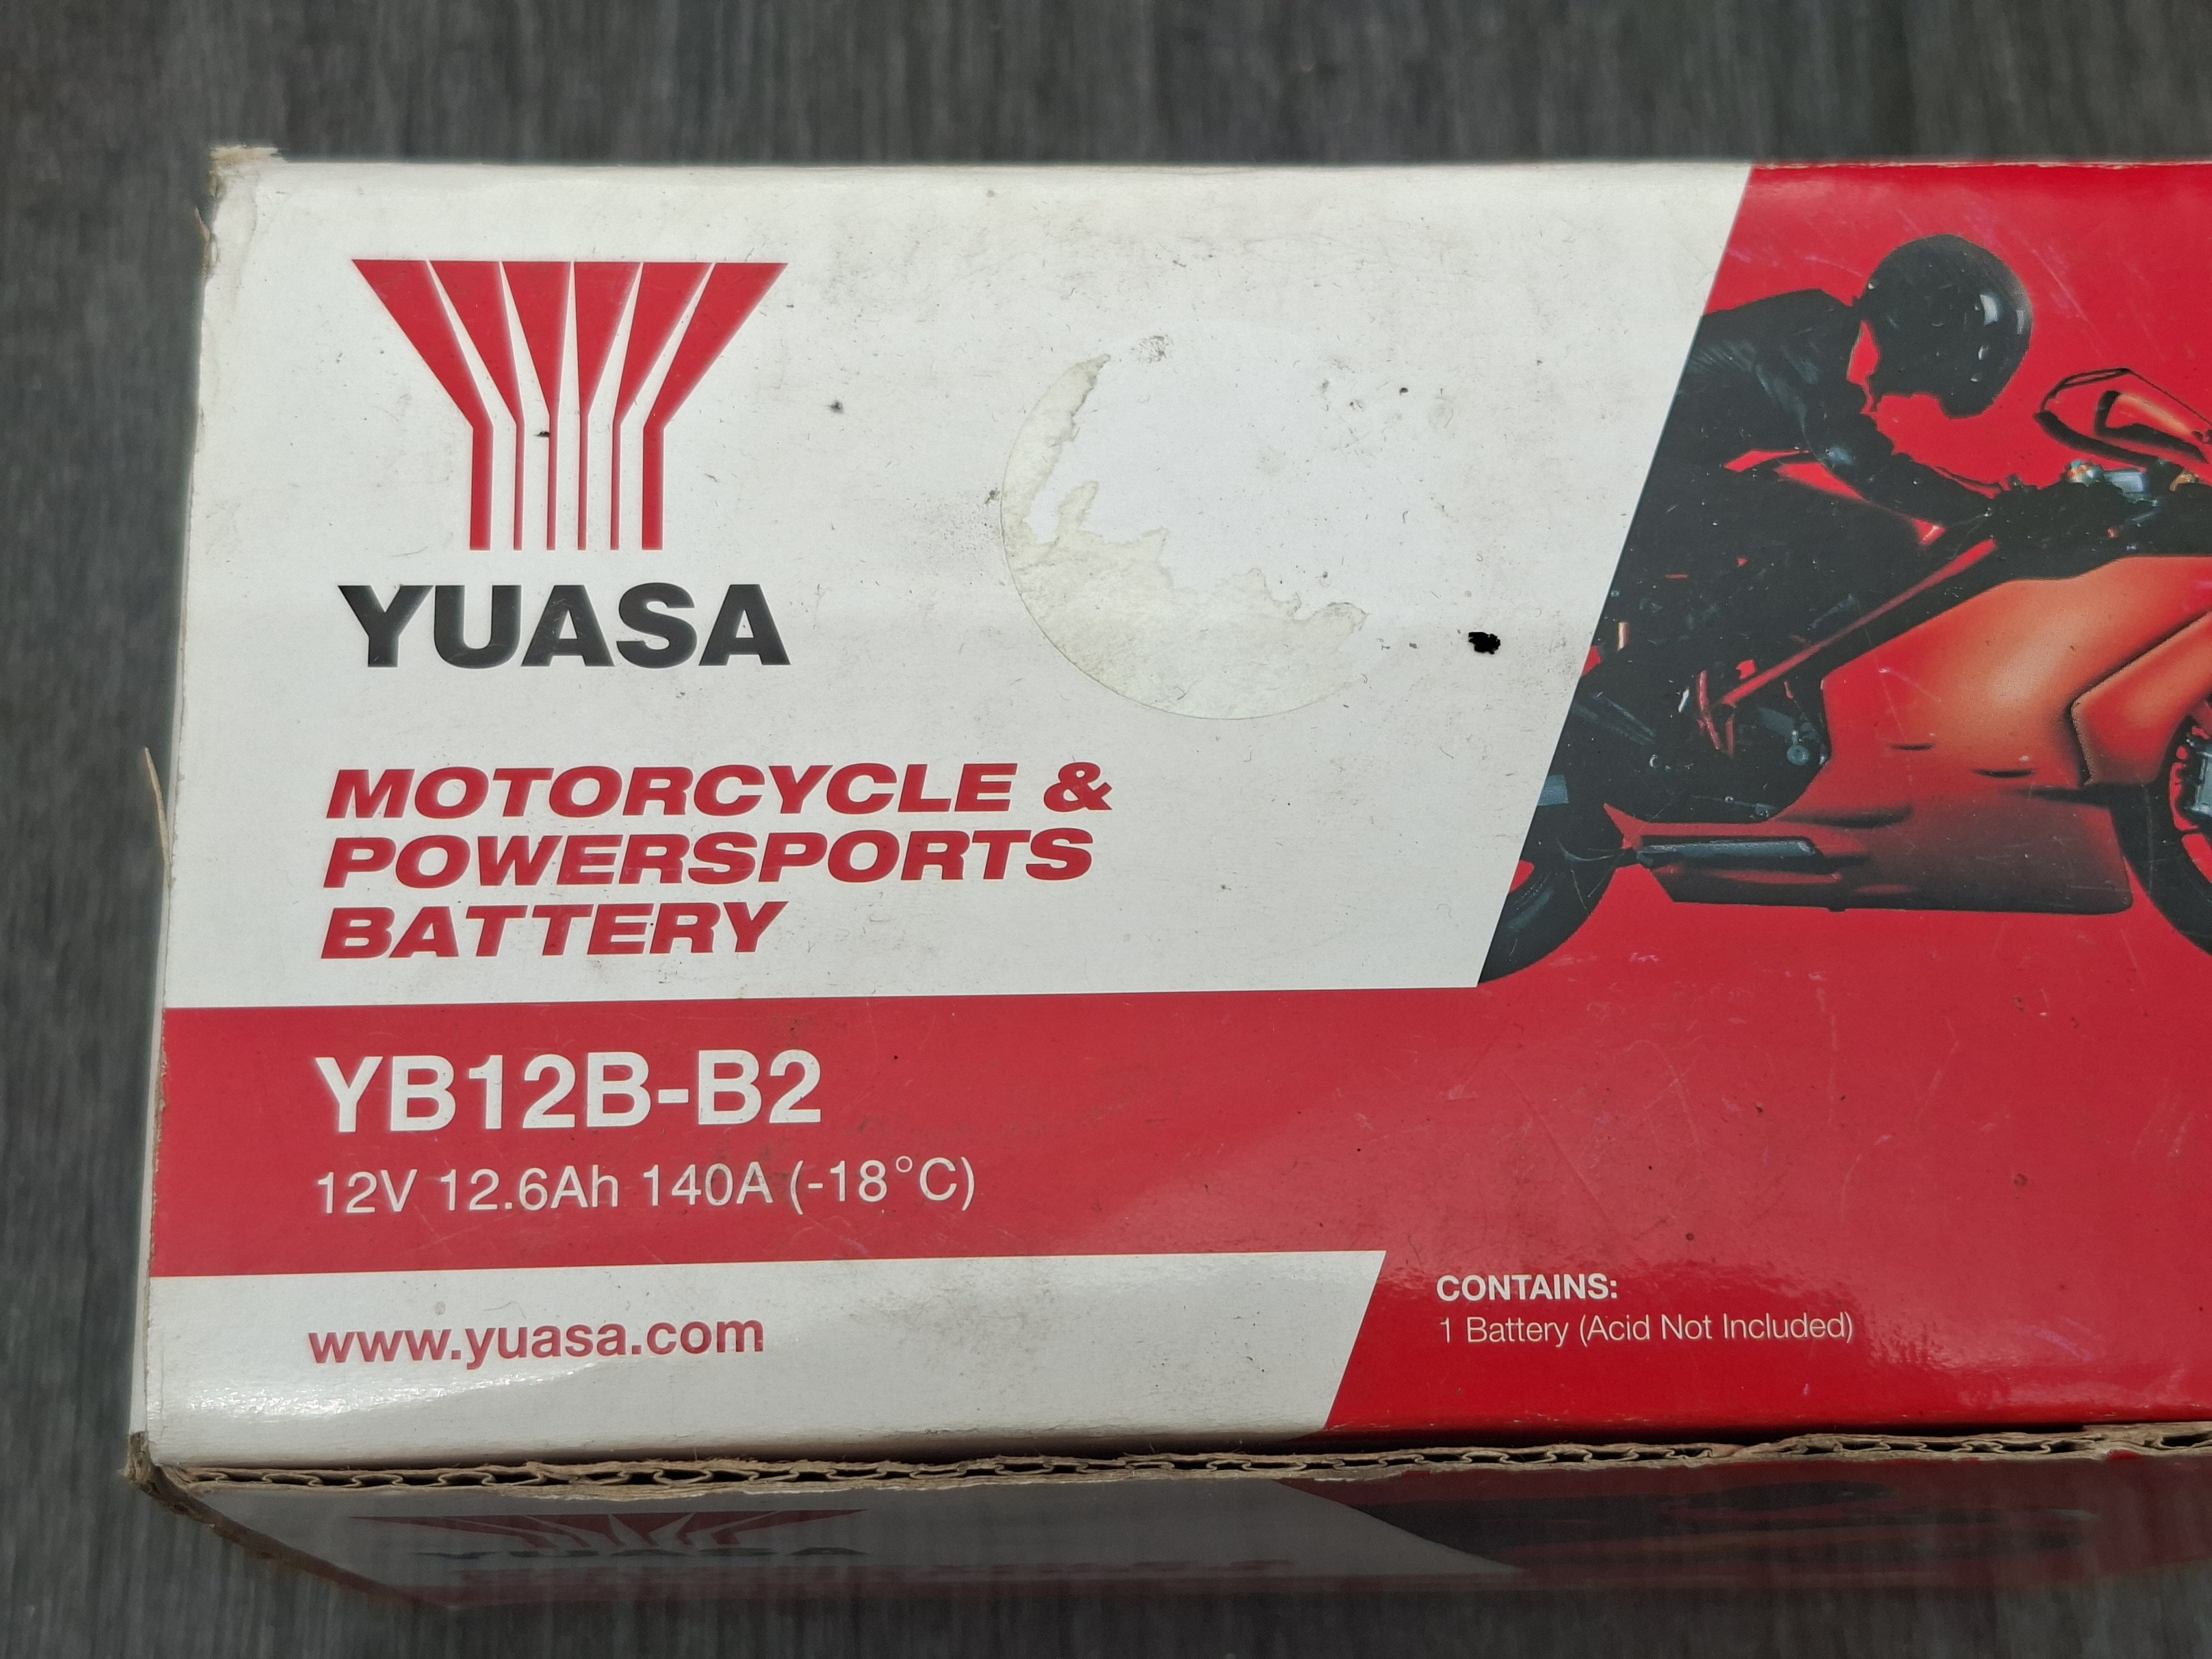 YUASA
MOTORCYCLE &
POWERSPORTS
BATTERY
YB12B-B2
12V 12.6Ah 140A (-18°C)
www.yuasa.com
CONTAINS:
1 Battery (Acid Not Included)
YUASA